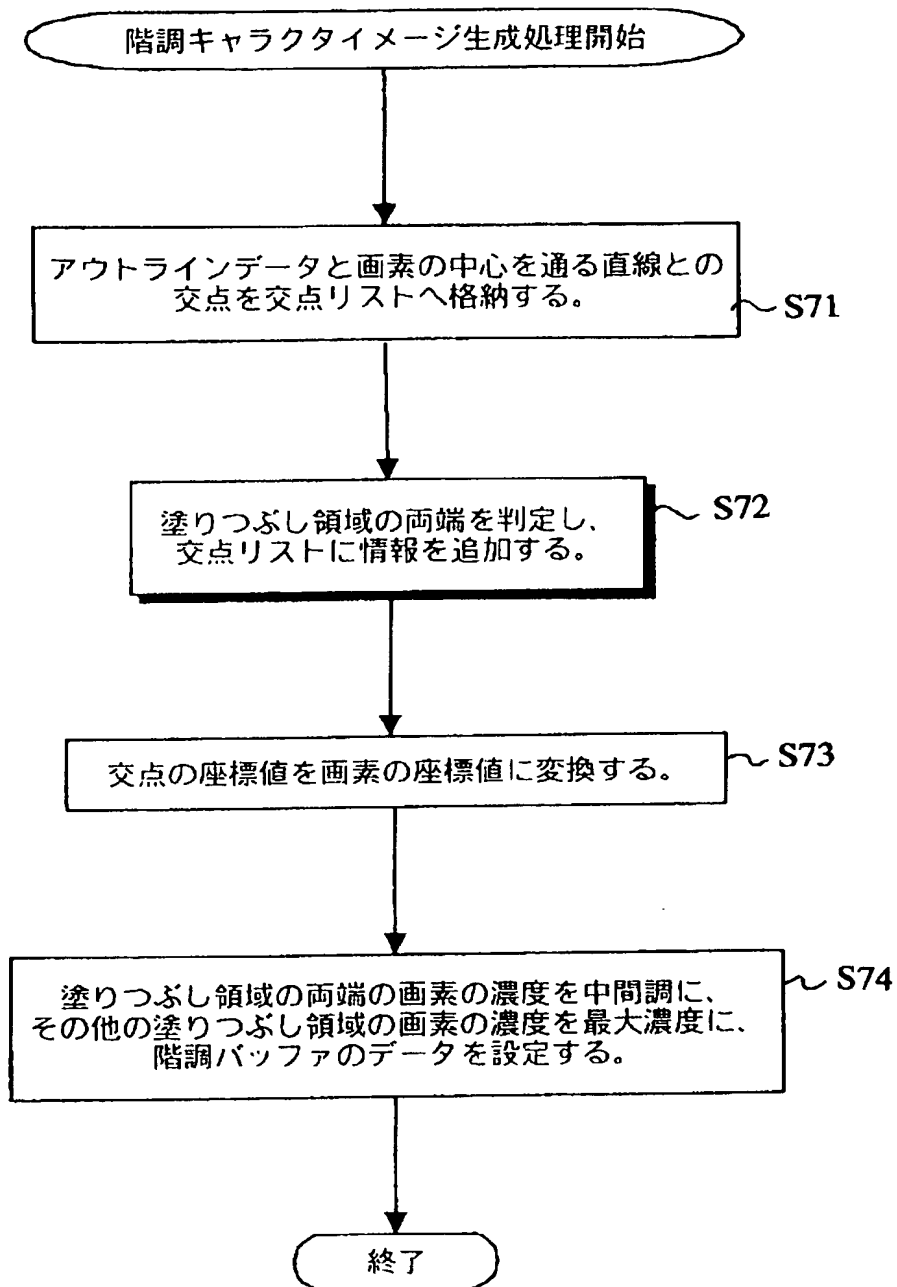 階調キャラクタイメージ生成処理開始
アウトラインデータと画素の中心を通る直線との
交点を交点リストへ格納する。
S71
塗りつぶし領域の両端を判定し、
交点リストに情報を追加する。
S72
交点の座標値を画素の座標値に変換する。
S73
塗りつぶし領域の両端の画素の濃度を中間調に、
その他の塗りつぶし領域の画素の濃度を最大濃度に、
階調バッファのデータを設定する。
S74
終了